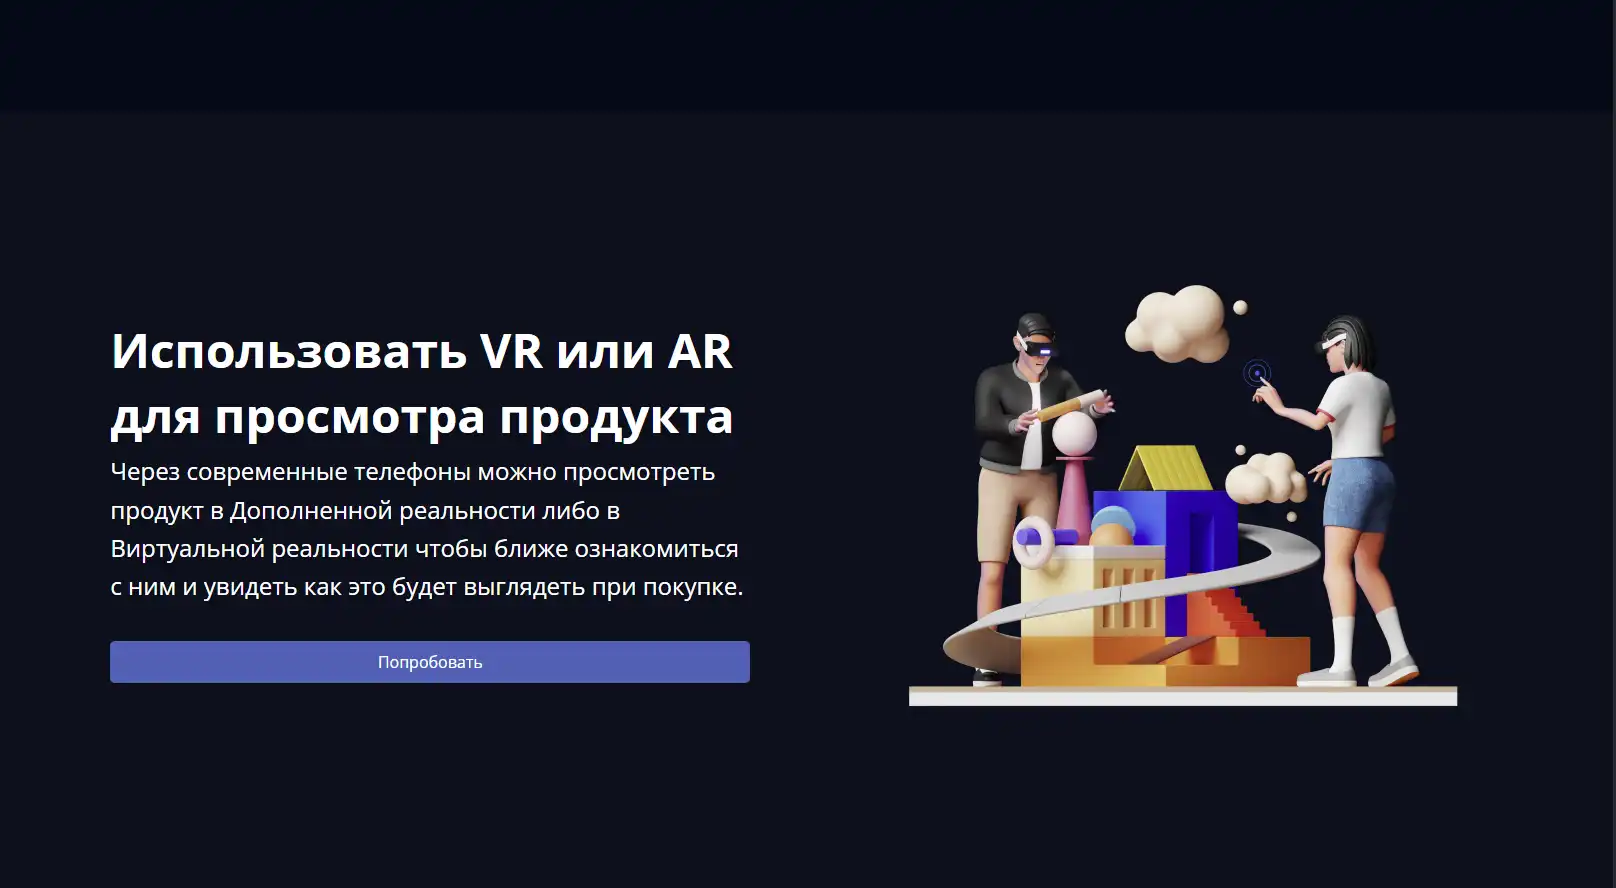 Использовать VR или AR
для просмотра продукта
Через современные телефоны можно просмотреть
продукт в Дополненной реальности либо в
Виртуальной реальности чтобы ближе ознакомиться
с ним и увидеть как это будет выглядеть при покупке.
Попробовать